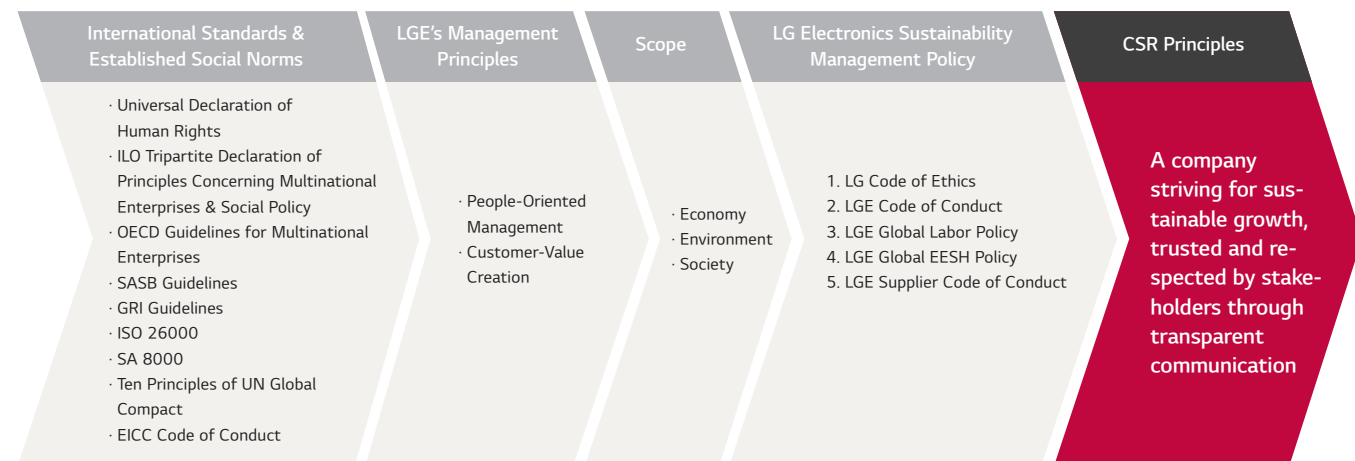 International Standards &
Established Social Norms
· Universal Declaration of
Human Rights
· ILO Tripartite Declaration of
Principles Concerning Multinational
Enterprises & Social Policy
· OECD Guidelines for Multinational
Enterprises
· SASB Guidelines
· GRI Guidelines
· ISO 26000
· SA 8000
· Ten Principles of UN Global
Compact
· EICC Code of Conduct
LGE's Management
Principles
· People-Oriented
Management
· Customer-Value
Creation
Scope
· Economy
· Environment
· Society
LG Electronics Sustainability
Management Policy
1. LG Code of Ethics
2. LGE Code of Conduct
3. LGE Global Labor Policy
4. LGE Global EESH Policy
5. LGE Supplier Code of Conduct
CSR Principles
A company
striving for sus-
tainable growth,
trusted and re-
spected by stake-
holders through
transparent
communication